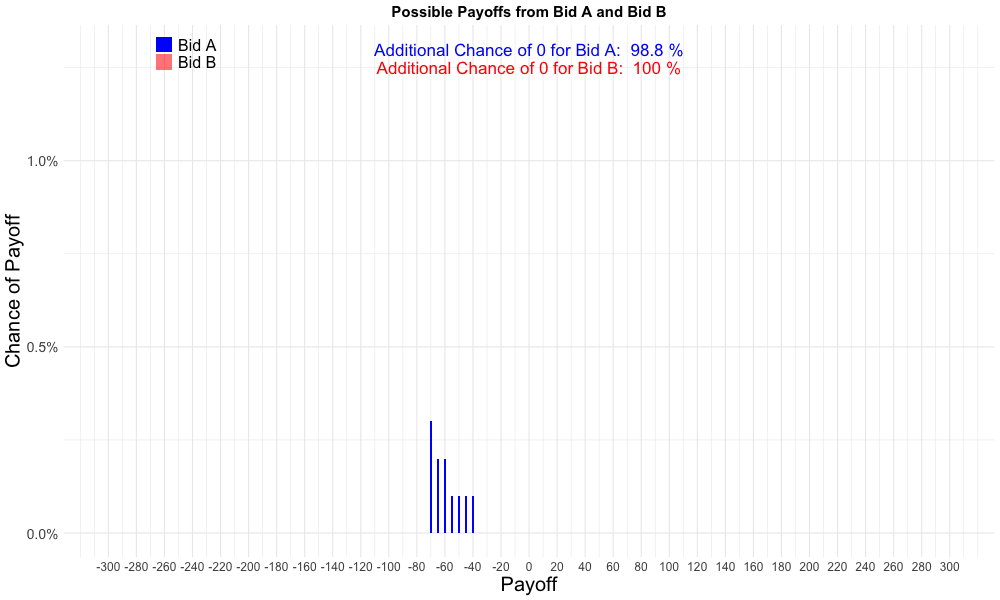 Possible Payoffs from Bid A and Bid B
Bid A
Bid B
Additional Chance of 0 for Bid A: 98.8 %
Additional Chance of 0 for Bid B: 100 %
Chance of Payoff
1.0%
0.5%
0.0%
-300 -280 -260 -240 -220 -200 -180 -160 -140 -120 -100 -80 -60 -40 -20 0 20 40 60 80 100 120 140 160 180 200 220 240 260 280 300
Payoff